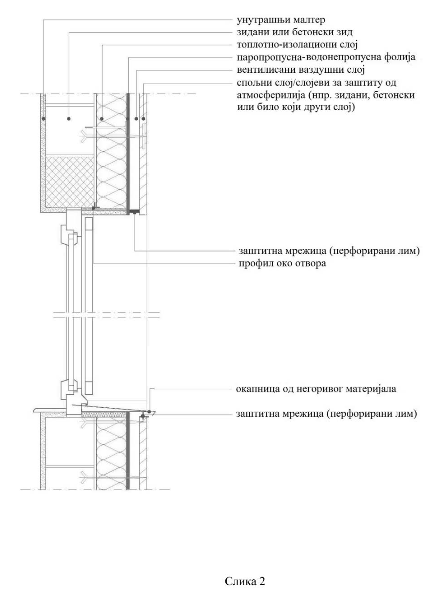 унутрашњи малтер
зидани или бетонски зид
топлотно-изолациони слој
паропропусна-водонепропусна фолија
вентилисани ваздушни слој
спољни слој/слојеви за заштиту од
атмосферилија (нпр. зидани, бетонски
или било који други слој)
заштитна мрежица (перфорирани лим)
профил око отвора
окапница од негоривог материјала
заштитна мрежица (перфорирани лим)
Слика 2